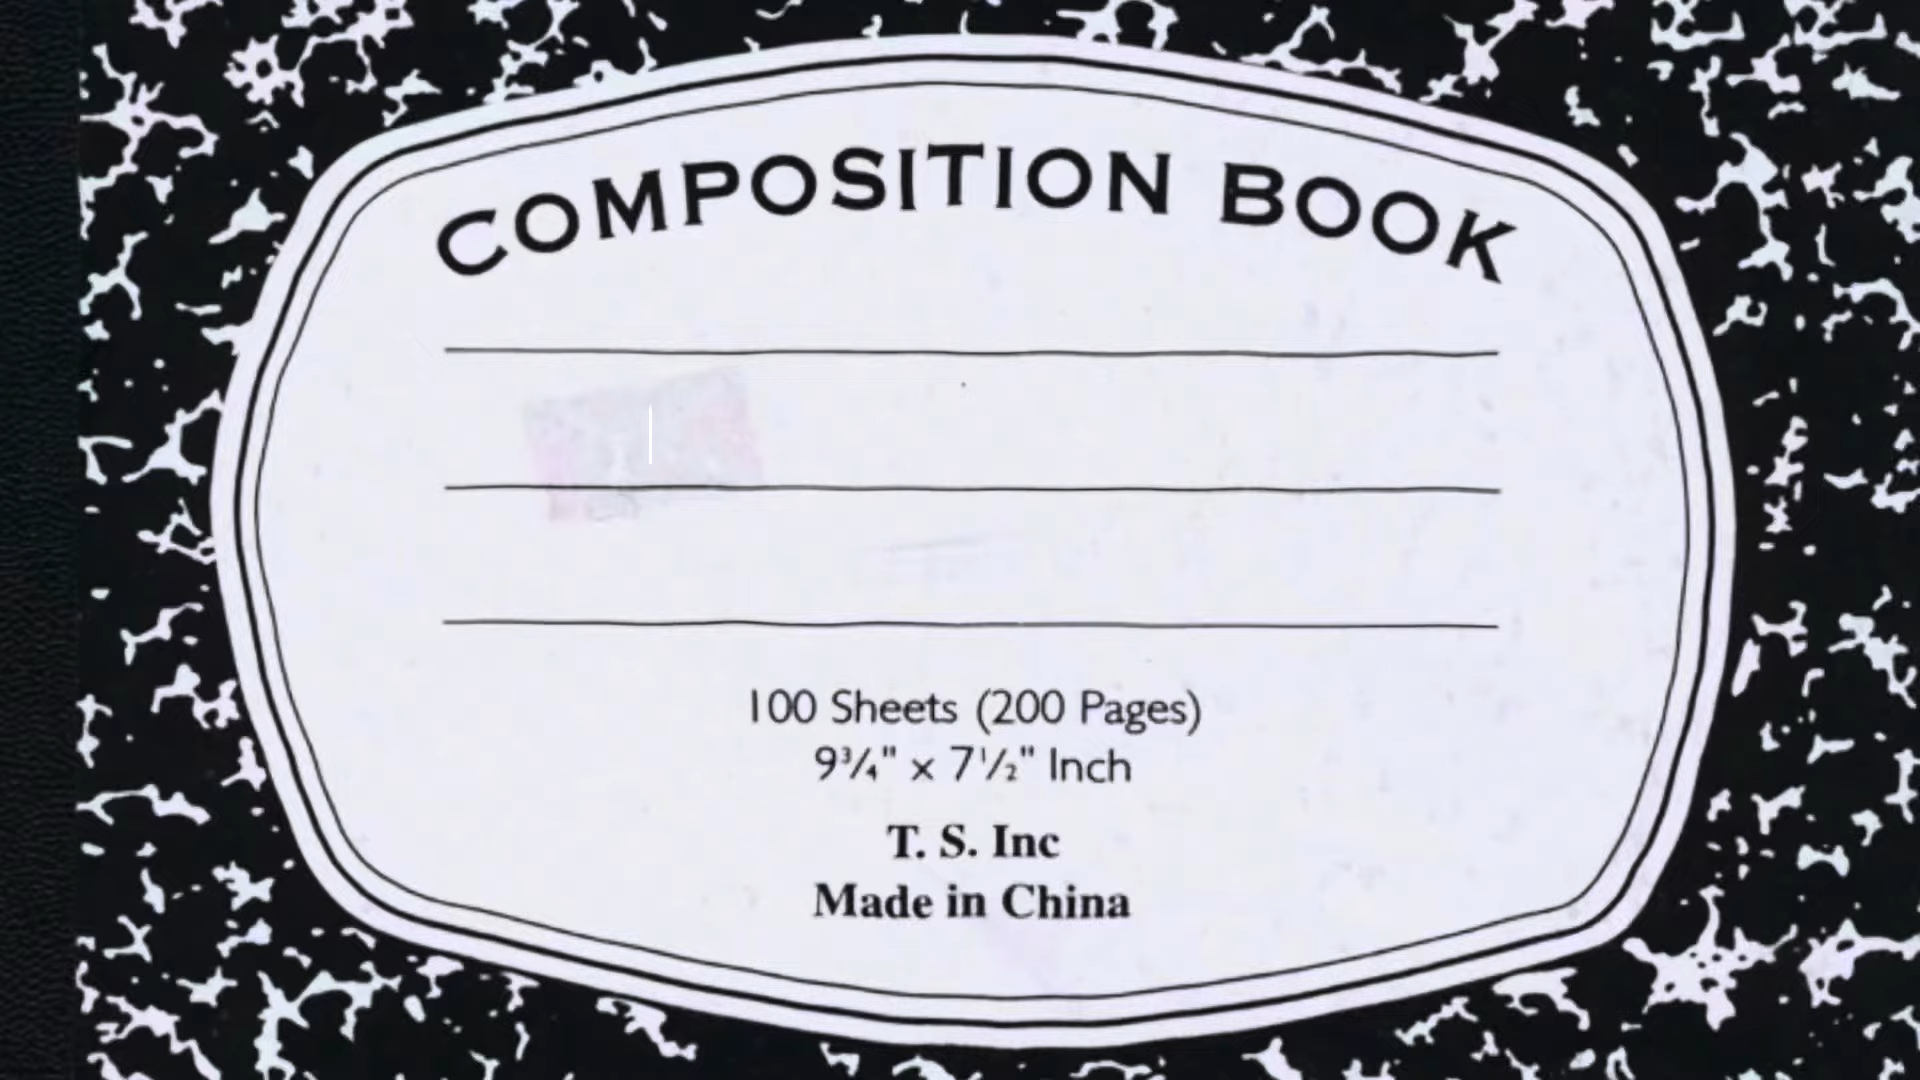 COMPOSITION BOOK
100 Sheets (200 Pages)
9¾" x 7½" Inch
T. S. Inc
Made in China